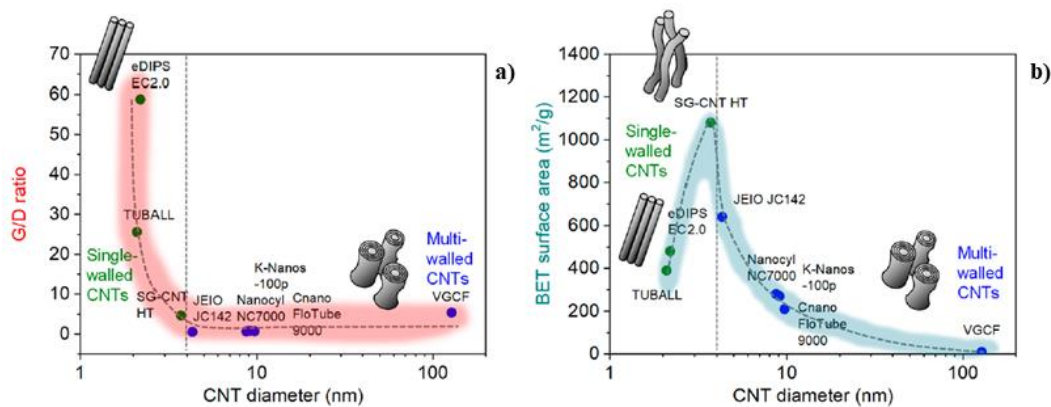 a)
G/D ratio
70
60
50
40
30
20
10
0
eDIPS
EC2.0
TUBALL
Single-
walled
CNTs
SG-CNT
HT
JEIO
JC142
Nanocyl
NC7000
K-Nanos
-100p
Cnano
FloTube
9000
Multi-
walled
CNTs
VGCF
1
10
100
CNT diameter (nm)
b)
BET surface area (m²/g)
1400
1200
1000
800
600
400
200
0
SG-CNT HT
Single-
walled
CNTs
eDIPS
EC2.0
TUBALL
JEIO JC142
Nanocyl
NC7000
K-Nanos
-100p
Cnano
FloTube
9000
Multi-
walled
CNTs
VGCF
1
10
100
CNT diameter (nm)